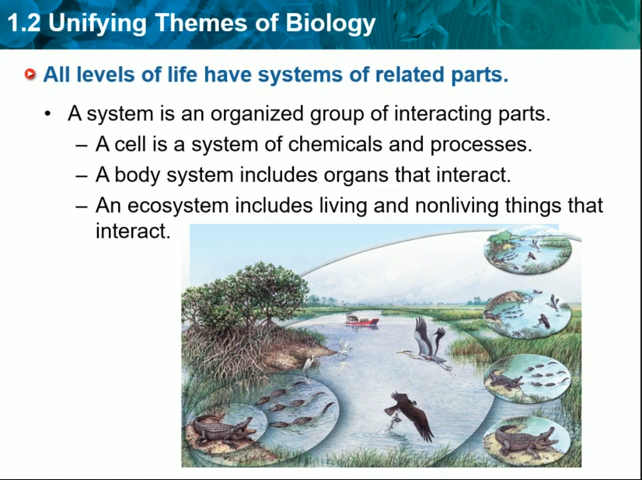 1.2 Unifying Themes of Biology
All levels of life have systems of related parts.
• A system is an organized group of interacting parts.
– A cell is a system of chemicals and processes.
– A body system includes organs that interact.
– An ecosystem includes living and nonliving things that
interact.